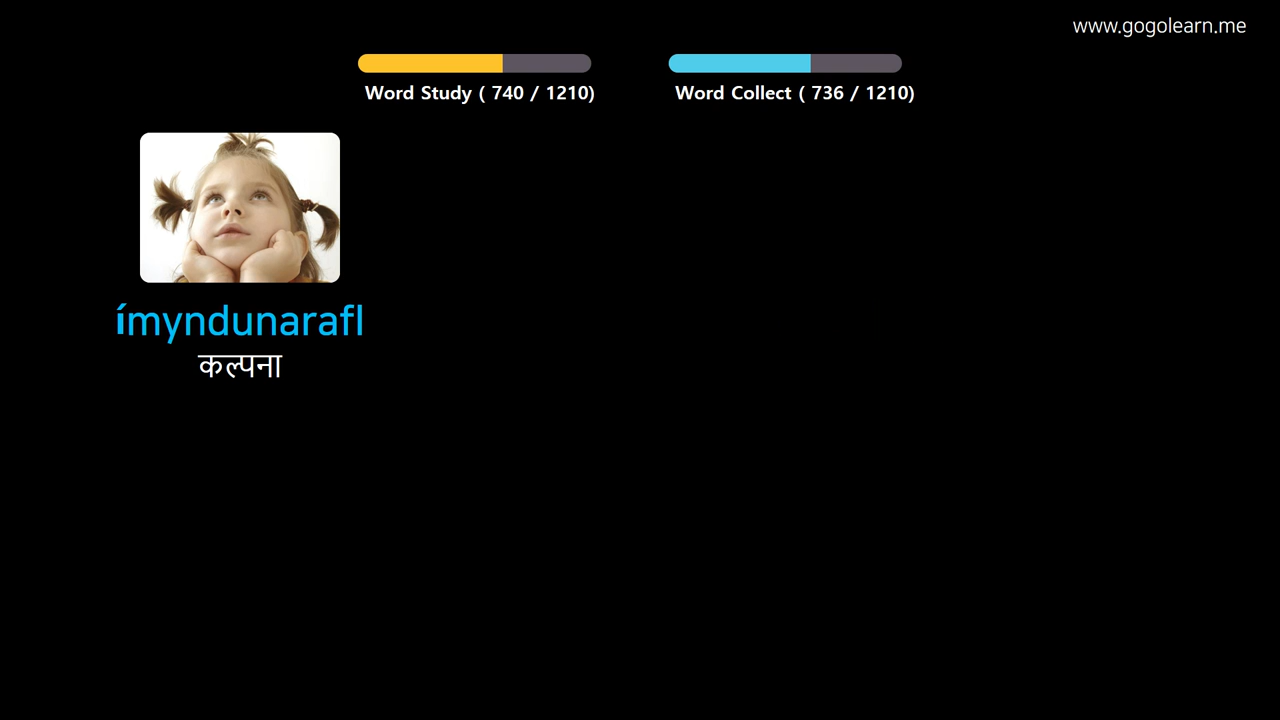 www.gogolearn.me
Word Study ( 740 / 1210)
Word Collect ( 736 / 1210)
ímyndunarafl
कल्पना